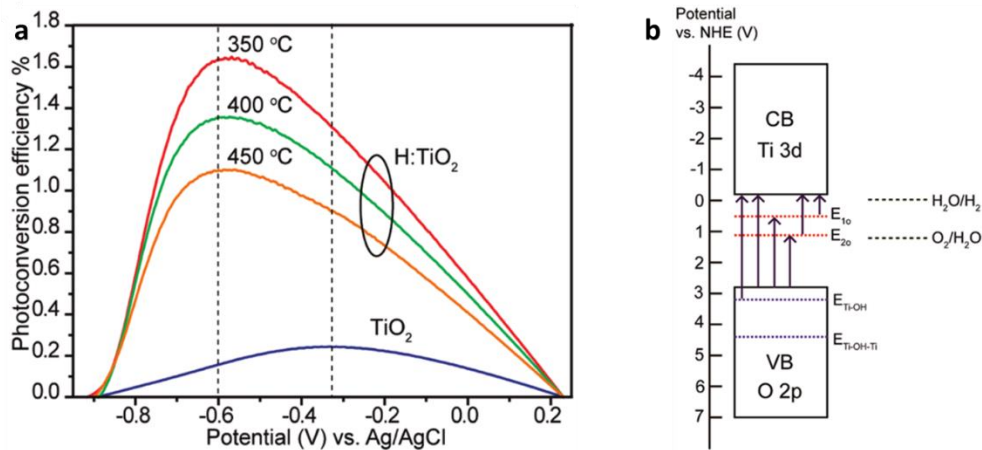 a
1.8
1.6
1.4
1.2
1.0
0.8
0.6
0.4
0.2
0.0
Photoconversion efficiency %
350 °C
400 °C
450 °C
H:TiO2
TiO2
-0.8
-0.6
-0.4
-0.2
0.0
0.2
Potential (V) vs. Ag/AgCl
b
Potential
vs. NHE (V)
-4
-3
-2
-1
0
1
2
3
4
5
6
7
CB
Ti 3d
E1o
E2o
H2O/H2
O2/H2O
ETi-OH
ETi-OH-Ti
VB
O 2p